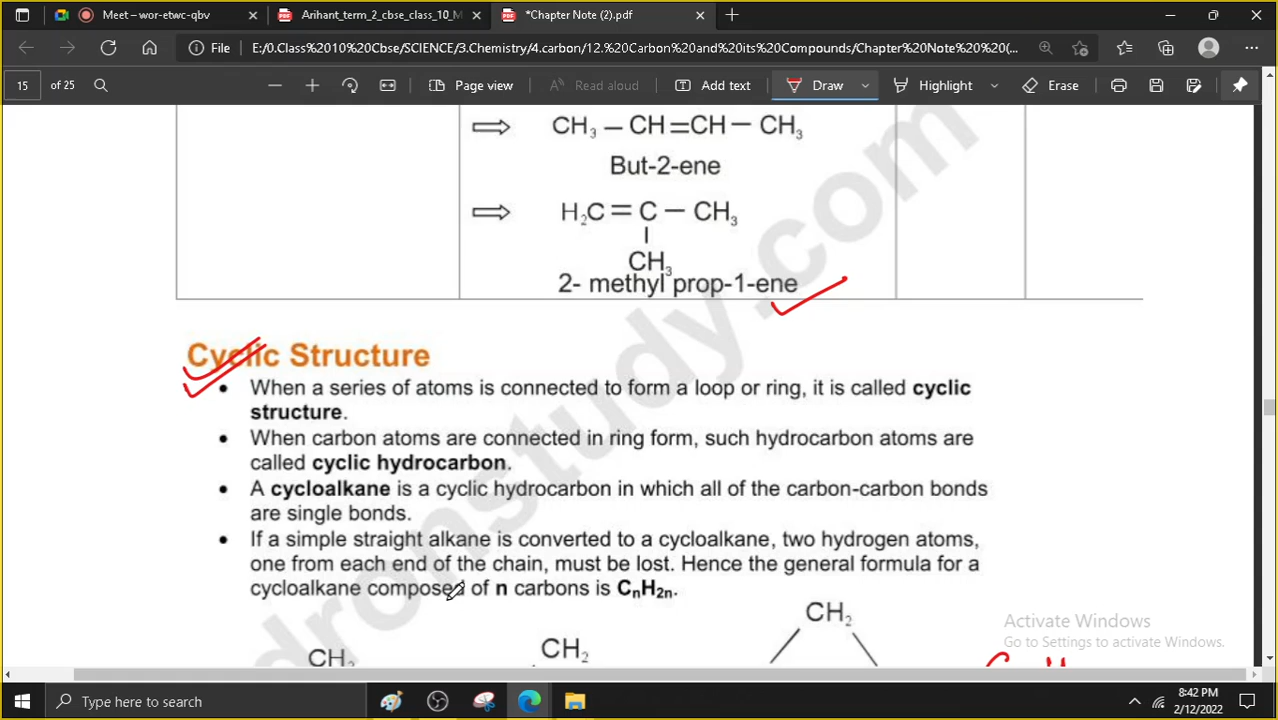 Meet – wor-etwc-qbv
Arihant_term_2_cbse_class_10_M
*Chapter Note (2).pdf
File
E:/0.Class%2010%20Cbse/SCIENCE/3.Chemistry/4.carbon/12.%20Carbon%20and%20its%20Compounds/Chapter%20Note%20%20(...
15 of 25
Page view
Read aloud
Add text
Draw
Highlight
Erase
CH3 – CH=CH – CH3
But-2-ene
H2C = C – CH3
CH3
2- methyl prop-1-ene
Cyclic Structure
• When a series of atoms is connected to form a loop or ring, it is called cyclic
structure.
• When carbon atoms are connected in ring form, such hydrocarbon atoms are
called cyclic hydrocarbon.
• A cycloalkane is a cyclic hydrocarbon in which all of the carbon-carbon bonds
are single bonds.
• If a simple straight alkane is converted to a cycloalkane, two hydrogen atoms,
one from each end of the chain, must be lost. Hence the general formula for a
cycloalkane composed of n carbons is CnH2n.
CH2
CH2
CH2
dronstudy.com
Activate Windows
Go to Settings to activate Windows.
Type here to search
8:42 PM
2/12/2022